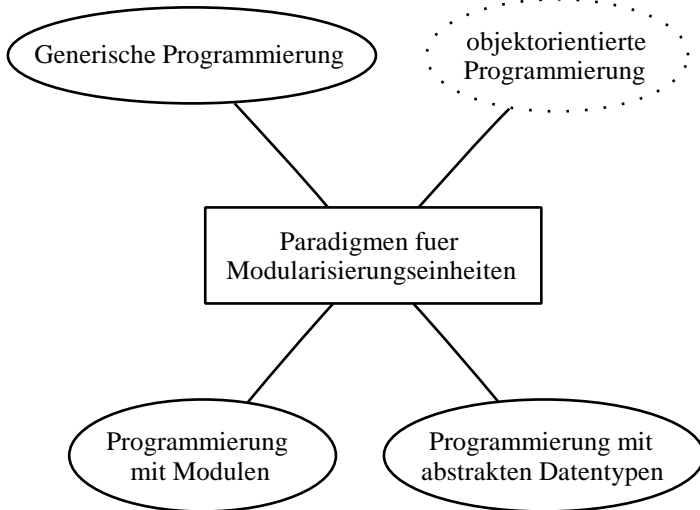 Generische Programmierung
objektorientierte
Programmierung
Paradigmen fuer
Modularisierungseinheiten
Programmierung
mit Modulen
Programmierung mit
abstrakten Datentypen